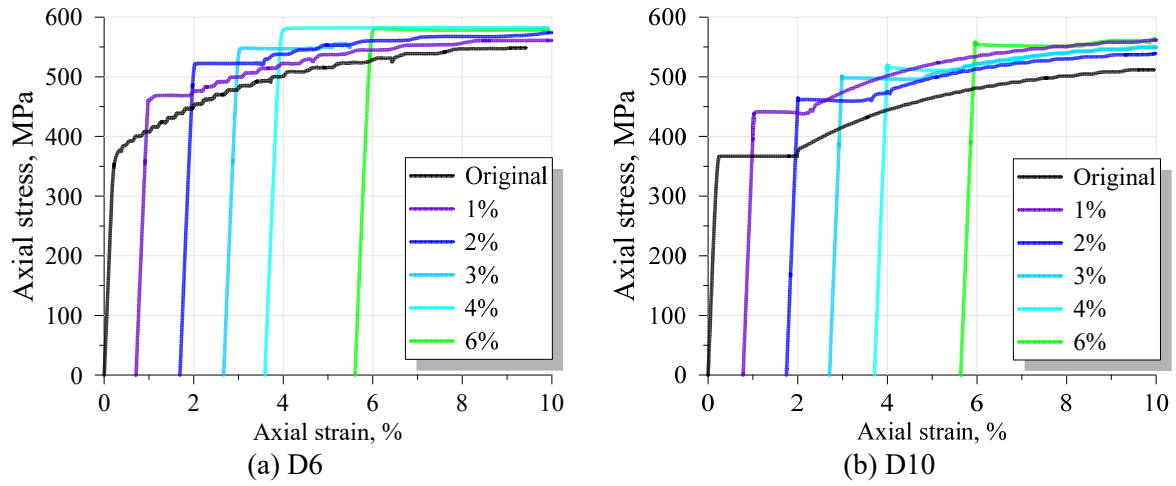 600
500
400
300
200
100
0
Axial stress, MPa
Original
1%
2%
3%
4%
6%
0 2 4 6 8 10
Axial strain, %
(a) D6
600
500
400
300
200
100
0
Axial stress, MPa
Original
1%
2%
3%
4%
6%
0 2 4 6 8 10
Axial strain, %
(b) D10